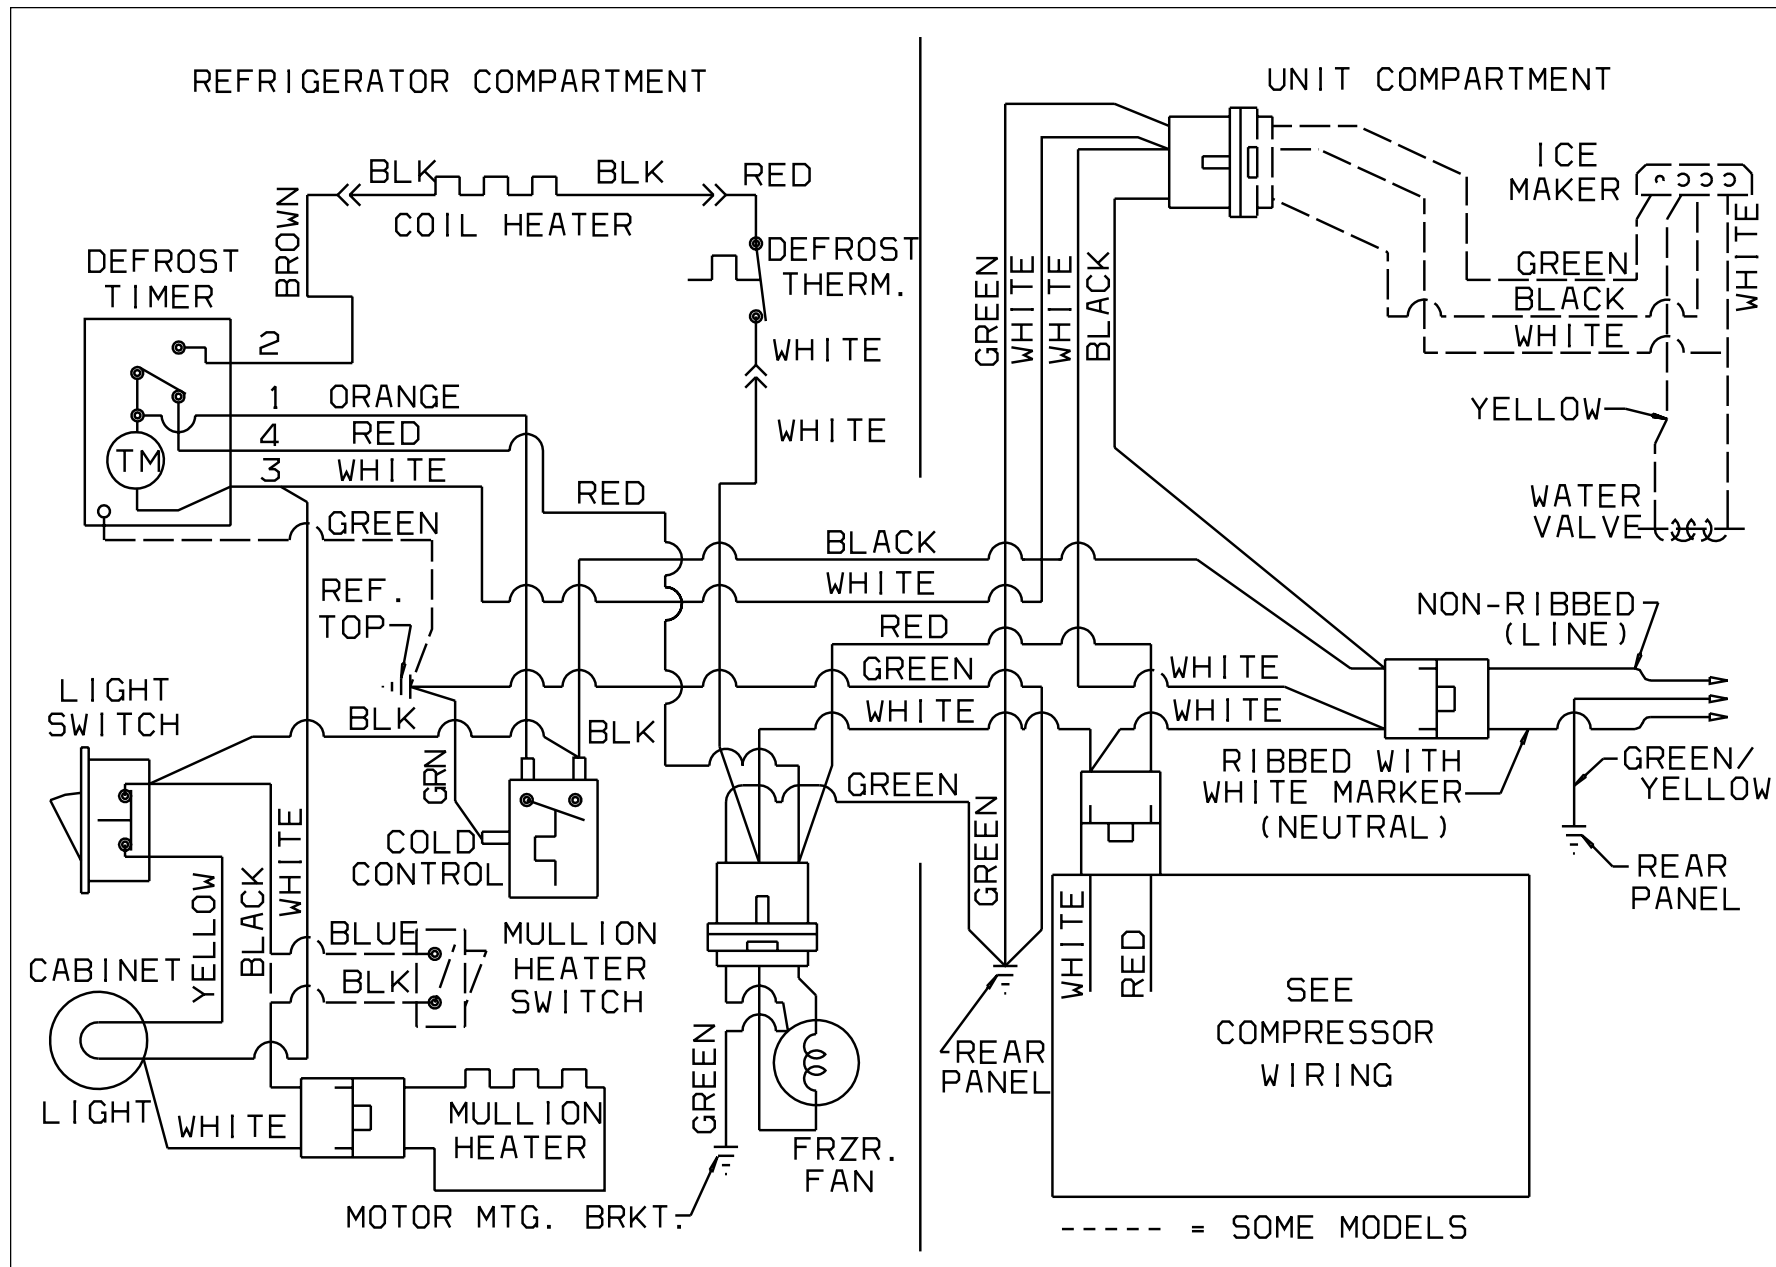 REFRIGERATOR COMPARTMENT
UNIT COMPARTMENT
BLK
BLK
RED
COIL HEATER
BROWN
DEFROST
TIMER
DEFROST
THERM.
WHITE
WHITE
2
1
ORANGE
4
RED
3
WHITE
TM
GREEN
RED
REF.
TOP
BLACK
WHITE
RED
GREEN
WHITE
LIGHT
SWITCH
BLK
BLK
GRN
COLD
CONTROL
GREEN
WHITE
BLACK
YELLOW
BLUE
BLK
MULLION
HEATER
SWITCH
CABINET
LIGHT
WHITE
MULLION
HEATER
GREEN
FRZR.
FAN
MOTOR MTG. BRKT.
ICE
MAKER
GREEN
WHITE
WHITE
BLACK
GREEN
BLACK
WHITE
WHITE
YELLOW
WATER
VALVE
NON-RIBBED
(LINE)
WHITE
WHITE
RIBBED WITH
WHITE MARKER
(NEUTRAL)
GREEN/
YELLOW
REAR
PANEL
GREEN
REAR
PANEL
WHITE
RED
SEE
COMPRESSOR
WIRING
----- = SOME MODELS